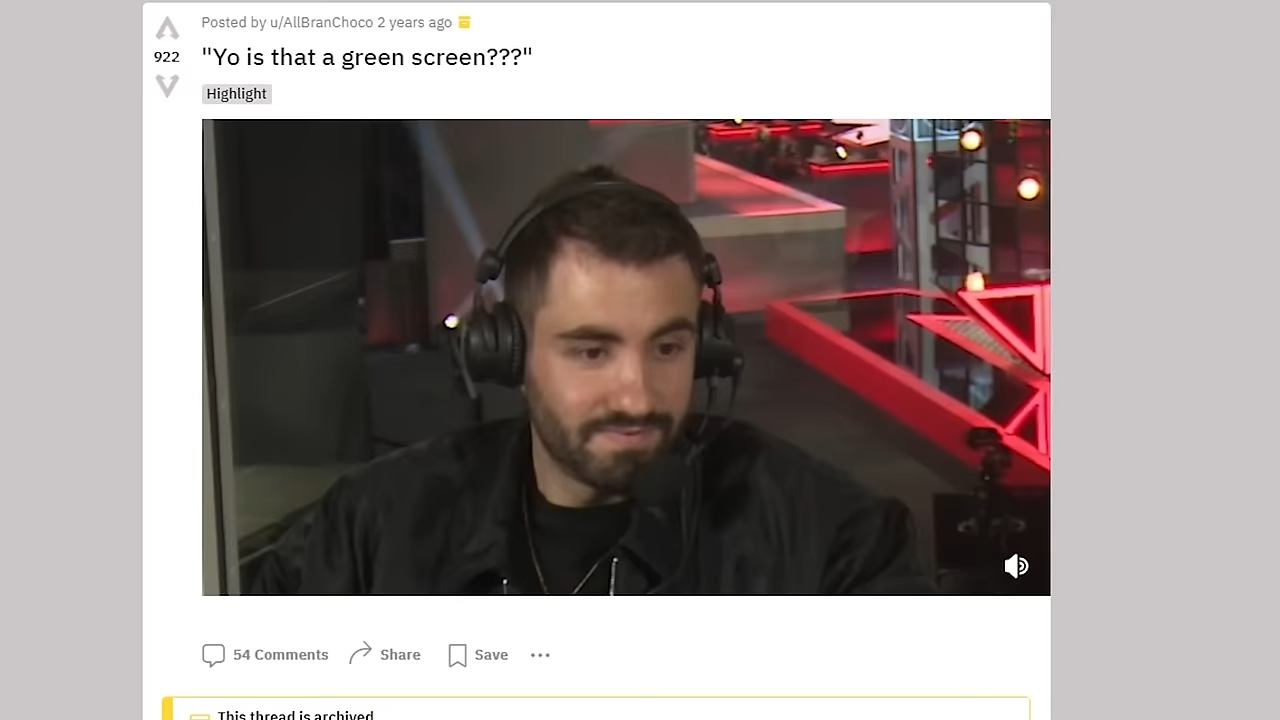 Posted by u/AllBranChoco 2 years ago
922
"Yo is that a green screen???"
Highlight
54 Comments
Share
Save
This thread is archived